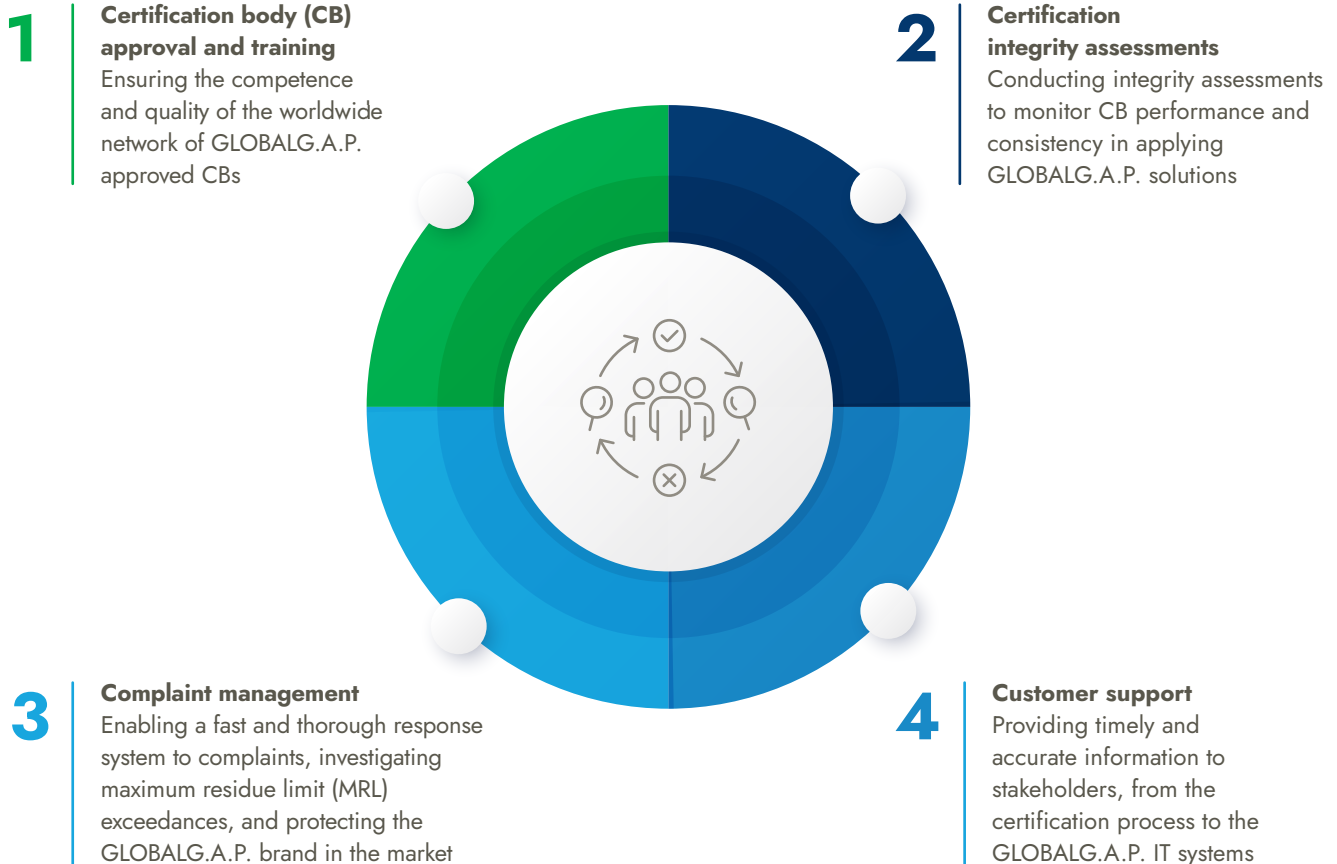 1
Certification body (CB)
approval and training
Ensuring the competence
and quality of the worldwide
network of GLOBALG.A.P.
approved CBs
2
Certification
integrity assessments
Conducting integrity assessments
to monitor CB performance and
consistency in applying
GLOBALG.A.P. solutions
3
Complaint management
Enabling a fast and thorough response
system to complaints, investigating
maximum residue limit (MRL)
exceedances, and protecting the
GLOBALG.A.P. brand in the market
4
Customer support
Providing timely and
accurate information to
stakeholders, from the
certification process to the
GLOBALG.A.P. IT systems